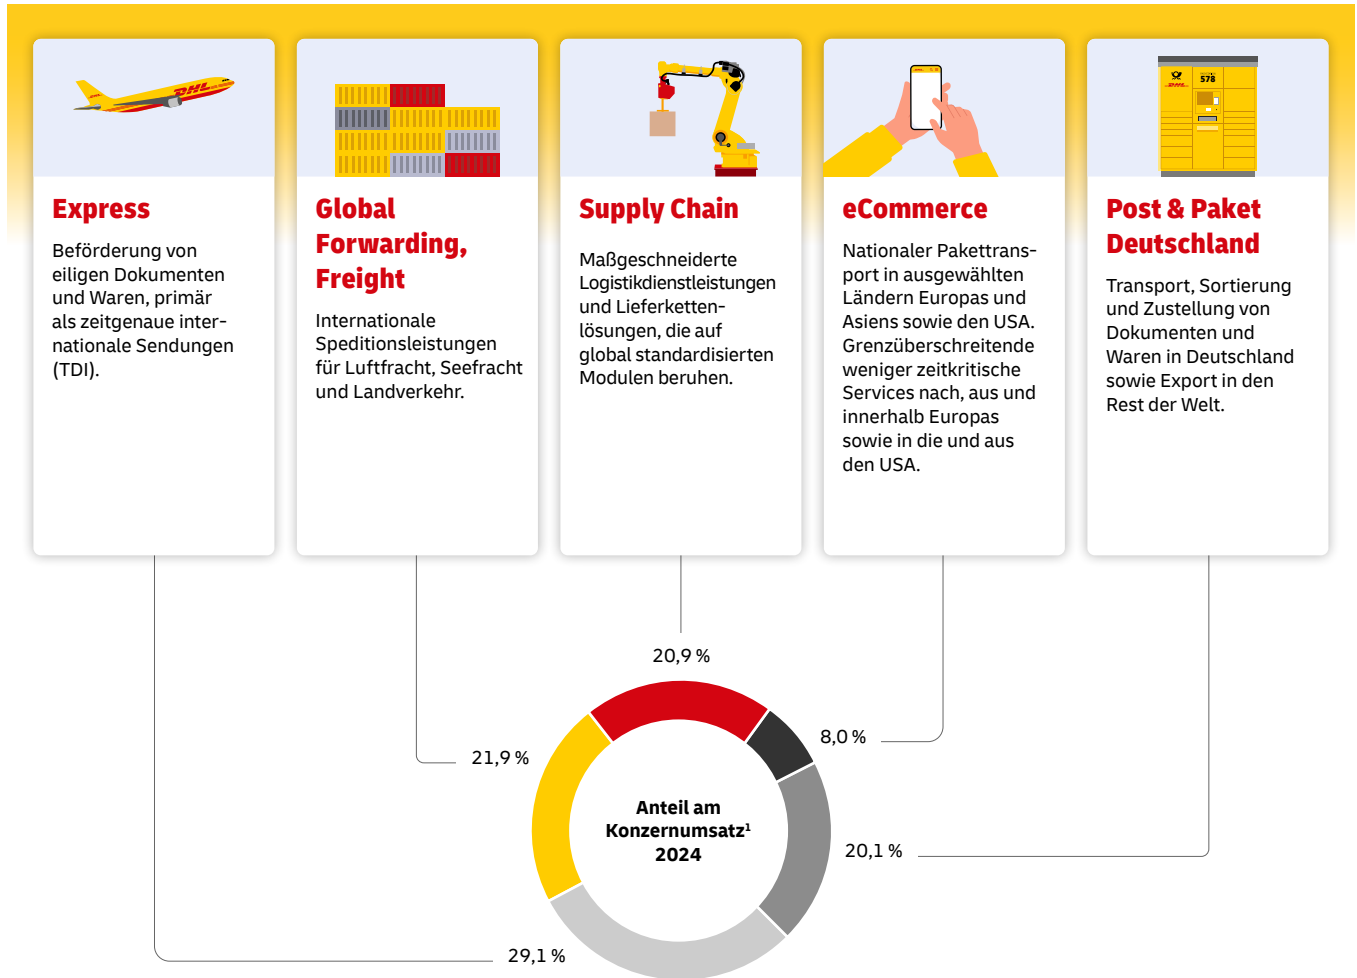 DHL
578
DHL
Express
Beförderung von
eiligen Dokumenten
und Waren, primär
als zeitgenaue inter-
nationale Sendungen
(TDI).
Global
Forwarding,
Freight
Internationale
Speditionsleistungen
für Luftfracht, Seefracht
und Landverkehr.
Supply Chain
Maßgeschneiderte
Logistikdienstleistungen
und Lieferketten-
lösungen, die auf
global standardisierten
Modulen beruhen.
eCommerce
Nationaler Pakettrans-
port in ausgewählten
Ländern Europas und
Asiens sowie den USA.
Grenzüberschreitende
weniger zeitkritische
Services nach, aus und
innerhalb Europas
sowie in die und aus
den USA.
Post & Paket
Deutschland
Transport, Sortierung
und Zustellung von
Dokumenten und
Waren in Deutschland
sowie Export in den
Rest der Welt.
20,9 %
8,0 %
21,9 %
Anteil am
Konzernumsatz¹
2024
20,1 %
29,1 %